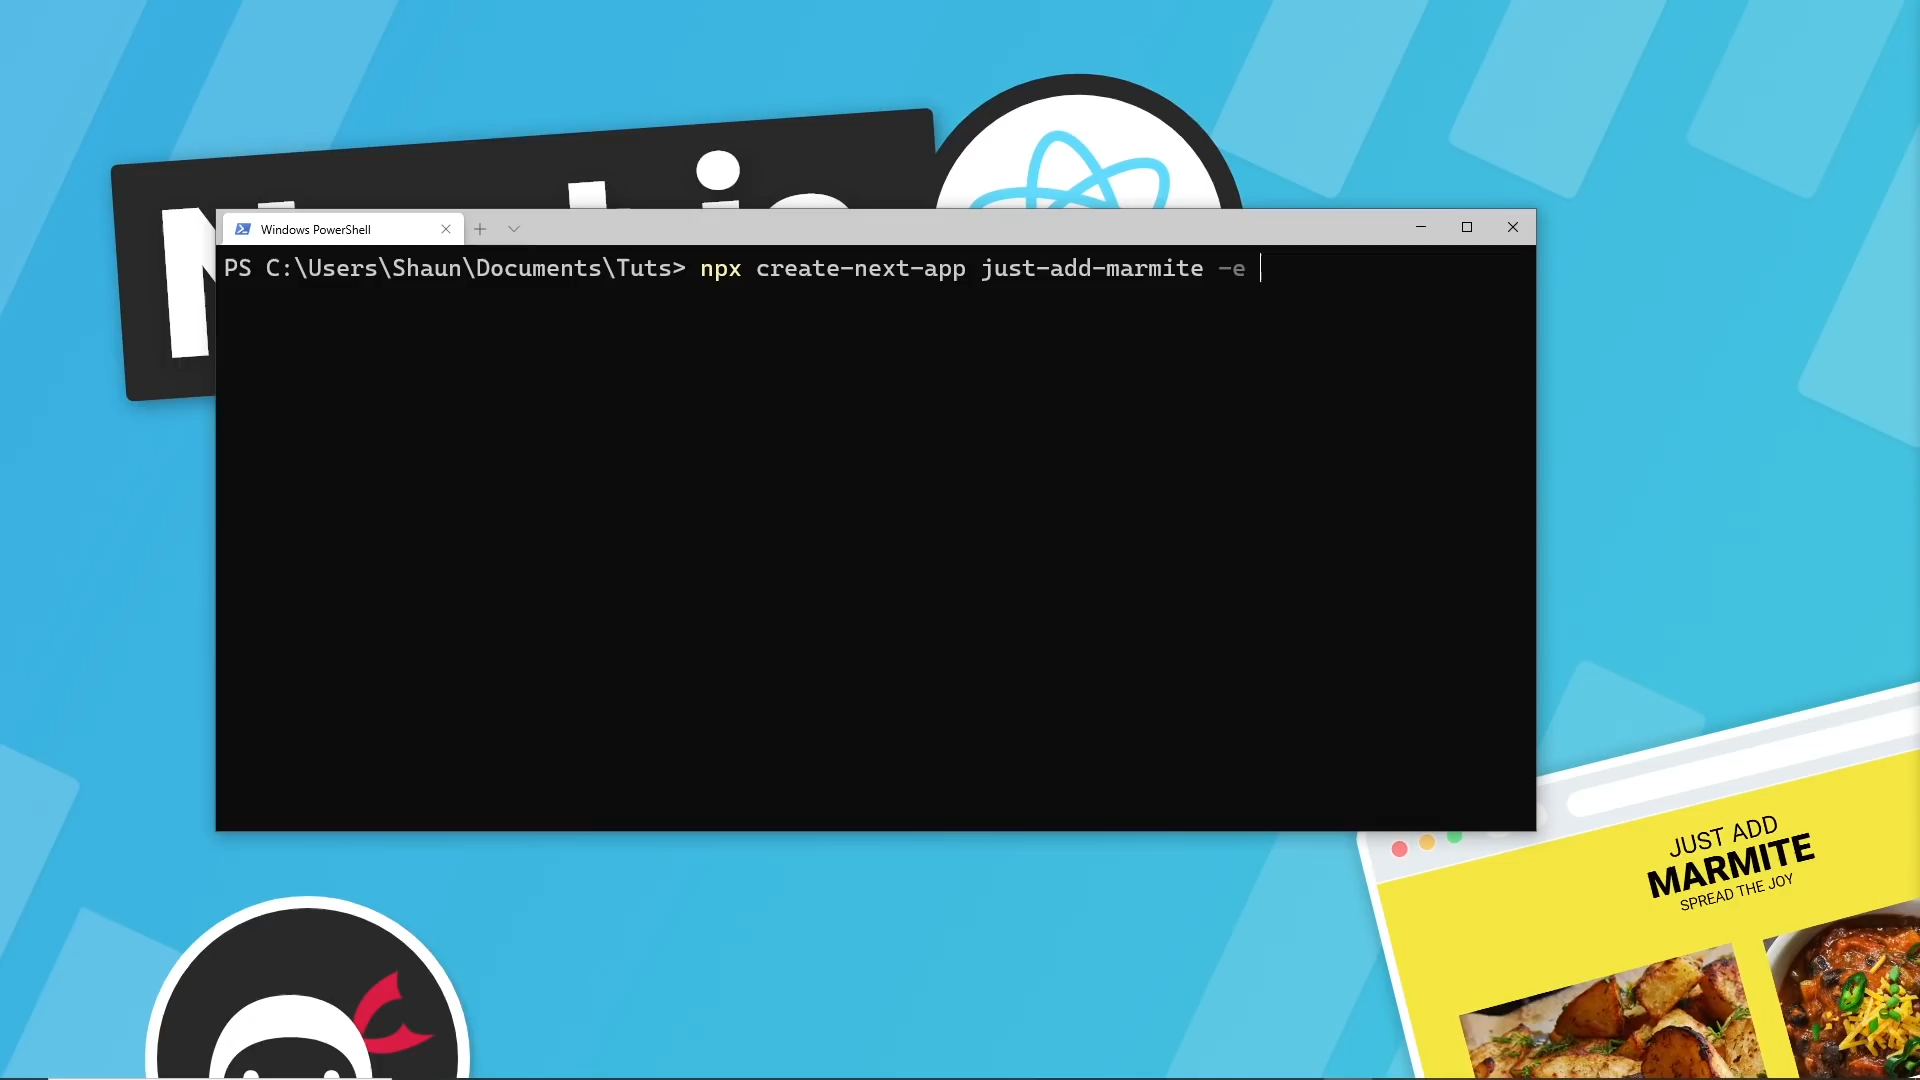 Windows PowerShell
PS C:\Users\Shaun\Documents\Tuts> npx create-next-app just-add-marmite -e
JUST ADD
MARMITE
SPREAD THE JOY